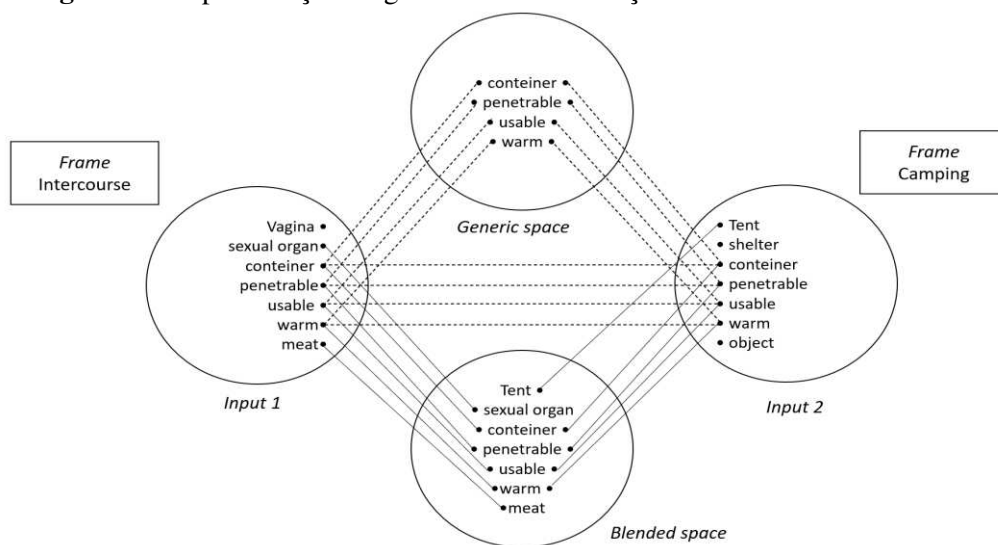 conteiner
penetrable
usable
warm
Generic space
Frame
Intercourse
Frame
Camping
Vagina
sexual organ
conteiner
penetrable
usable
warm
meat
Input 1
Tent
shelter
conteiner
penetrable
usable
warm
object
Input 2
Tent
sexual organ
conteiner
penetrable
usable
warm
meat
Blended space